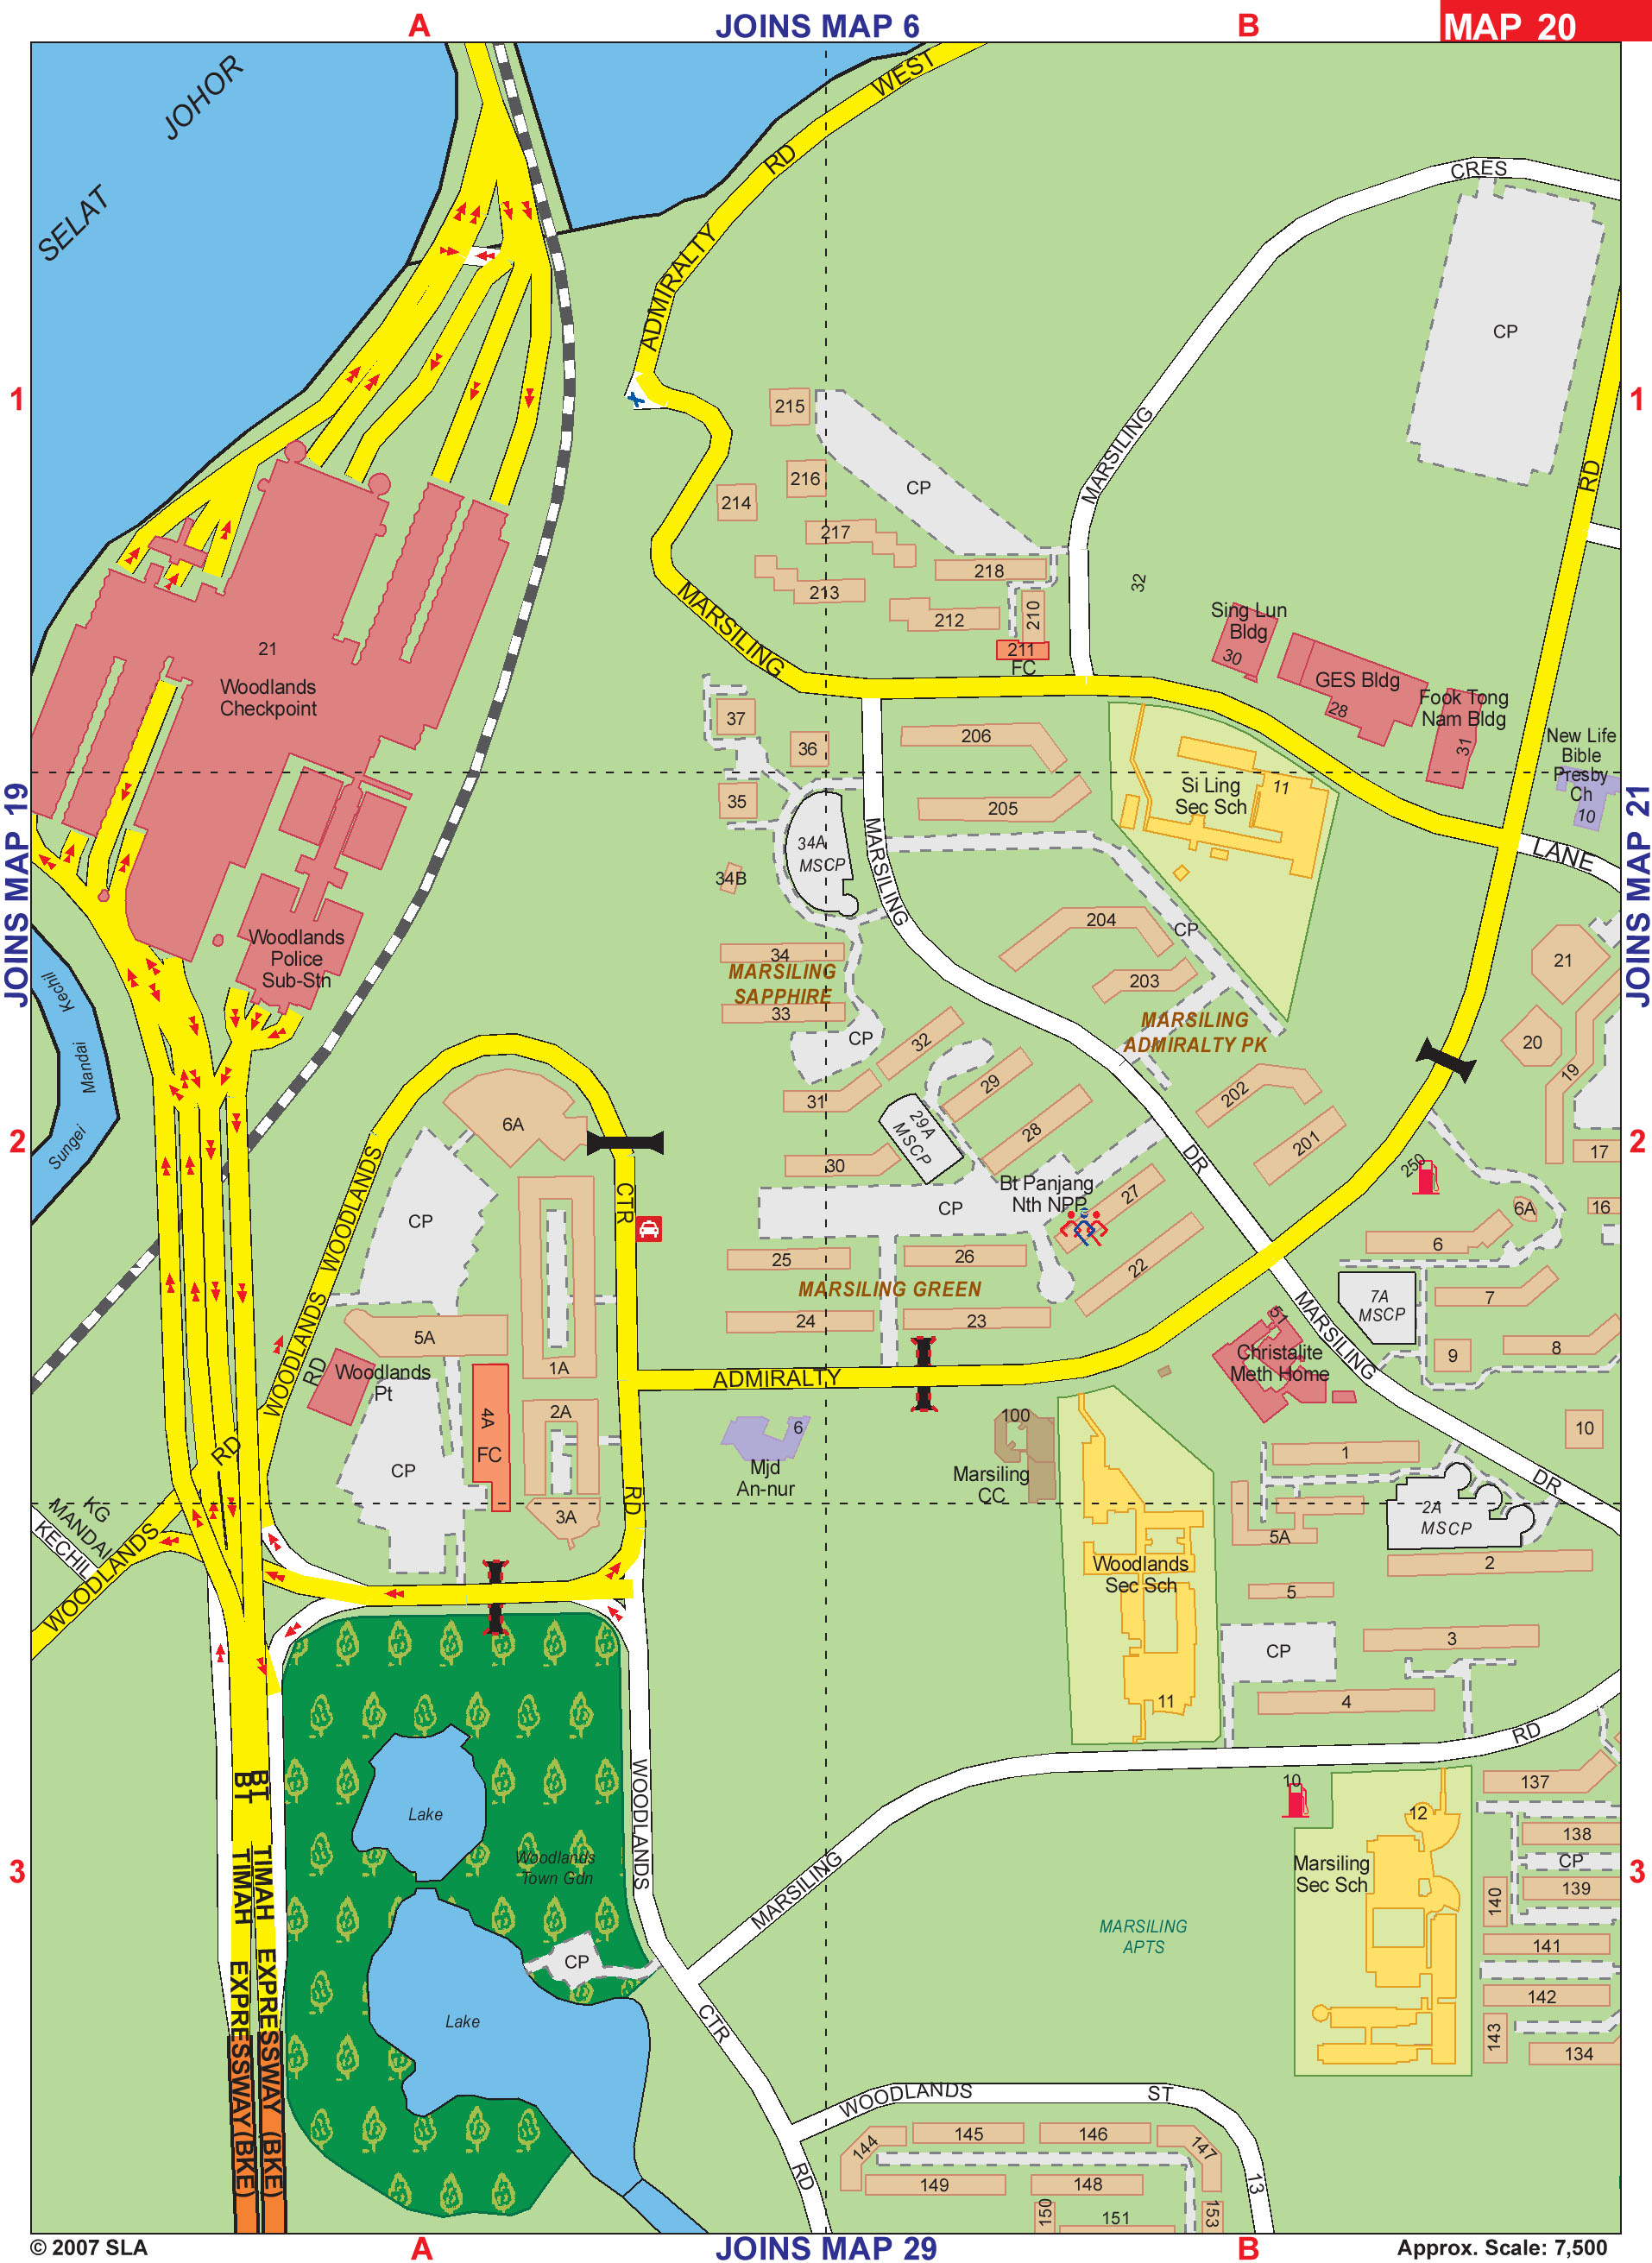 A
JOINS MAP 6
B
MAP 20
JOHOR
SELAT
WEST
RD
ADMIRALTY
CRES
CP
MARSILING
RD
1
1
215
216
214
CP
217
218
213
212
210
211
FC
32
MARSILING
Sing Lun
Bldg
30
GES Bldg
28
Fook Tong
Nam Bldg
31
New Life
Bible
Presby
Ch
10
21
Woodlands
Checkpoint
37
36
35
34A
MSCP
34B
206
205
MARSILING
Si Ling
Sec Sch
11
LANE
JOINS MAP 19
JOINS MAP 21
Woodlands
Police
Sub-Stn
34
MARSILING
SAPPHIRE
33
CP
204
203
CP
MARSILING
ADMIRALTY PK
21
20
19
17
16
Kechil
Mandai
Sungei
2
2
6A
32
31
29
29A
MSCP
28
30
202
201
DR
250
Bt Panjang
Nth NPP
27
CP
CP
CTR
WOODLANDS
WOODLANDS
25
26
22
MARSILING GREEN
24
23
6A
6
7A
MSCP
7
8
9
10
MARSILING
51
Christalite
Meth Home
5A
1A
RD
Woodlands
Pt
ADMIRALTY
4A
FC
2A
3A
CP
6
Mjd
An-nur
100
Marsiling
CC
1
DR
2A
MSCP
5A
2
5
RD
RD
KG
MANDAI
KECHIL
WOODLANDS
Woodlands
Sec Sch
11
3
CP
4
RD
10
137
12
138
CP
139
Marsiling
Sec Sch
140
141
142
143
134
MARSILING
APTS
MARSILING
WOODLANDS
Lake
Woodlands
Town Gdn
CP
Lake
CTR
3
3
BT TIMAH EXPRESSWAY (BKE)
BT TIMAH EXPRESSWAY (BKE)
WOODLANDS
ST
13
RD
144
145
146
147
149
148
150
151
153
© 2007 SLA
A
JOINS MAP 29
B
Approx. Scale: 7,500